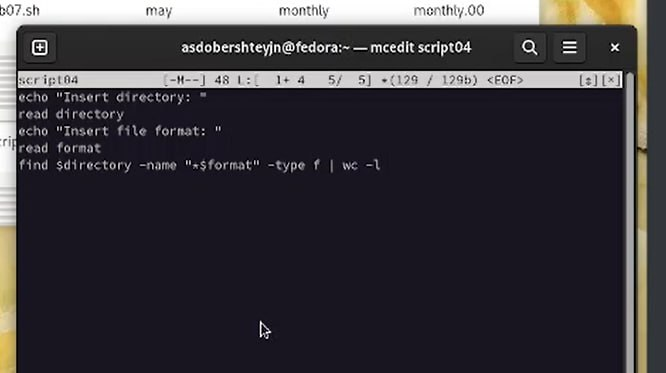 b07.sh may monthly monthly.00
asdobershteyjn@fedora:~ — mcedit script04
script04 [-M--] 48 L:[ 1+ 4 5/ 5] *(129 / 129b) <EOF> [↕][×]
echo "Insert directory: "
read directory
echo "Insert file format: "
read format
find $directory -name "*$format" -type f | wc -l